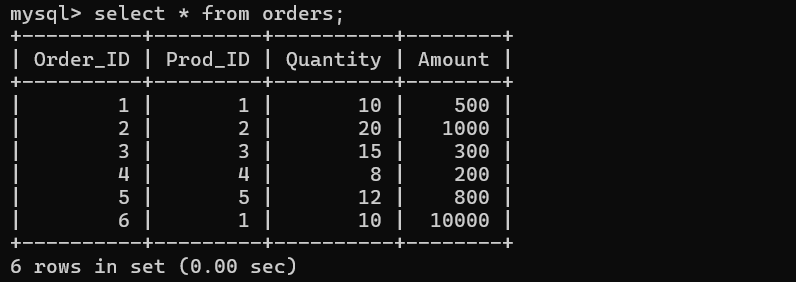 mysql> select * from orders;
+----------+---------+----------+--------+
| Order_ID | Prod_ID | Quantity | Amount |
+----------+---------+----------+--------+
|        1 |       1 |       10 |    500 |
|        2 |       2 |       20 |   1000 |
|        3 |       3 |       15 |    300 |
|        4 |       4 |        8 |    200 |
|        5 |       5 |       12 |    800 |
|        6 |       1 |       10 |  10000 |
+----------+---------+----------+--------+
6 rows in set (0.00 sec)